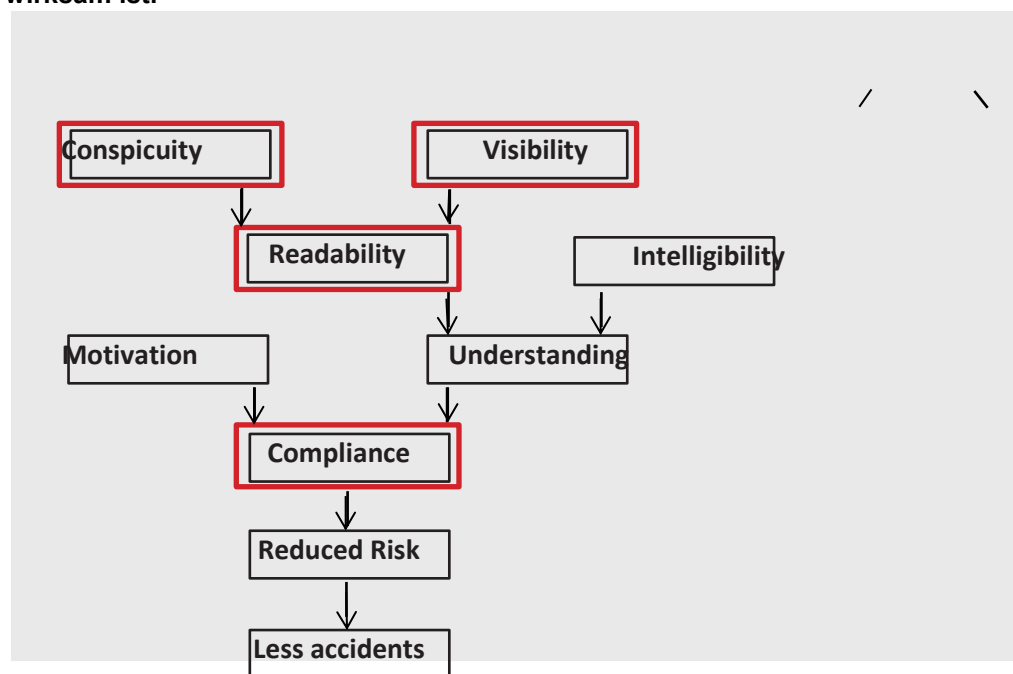 Conspicuity
Visibility
Readability
Intelligibility
Motivation
Understanding
Compliance
Reduced Risk
Less accidents